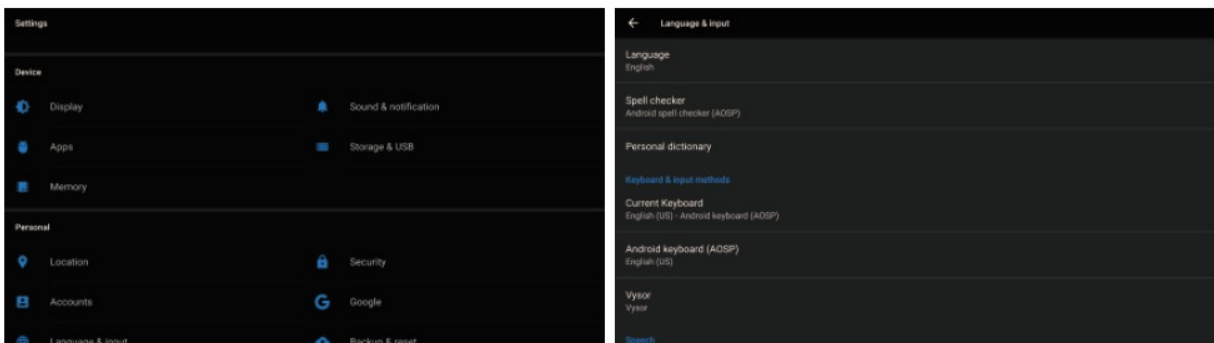 Settings
Device
Display
Sound & notification
Apps
Storage & USB
Memory
Personal
Location
Security
Accounts
Google
Language & input
Backup & reset
Language & input
Language
English
Spell checker
Android spell checker (AOSP)
Personal dictionary
Keyboard & input methods
Current Keyboard
English (US) - Android keyboard (AOSP)
Android keyboard (AOSP)
English (US)
Vysor
Vysor
Speech